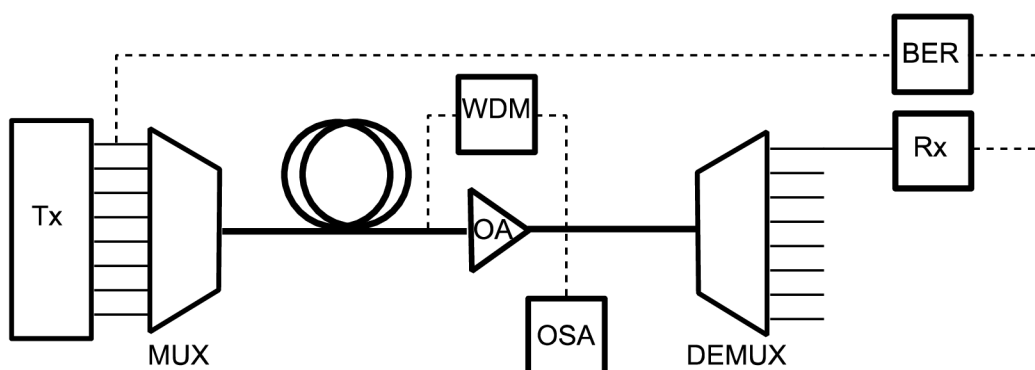 BER
WDM
Rx
Tx
OA
OSA
MUX
DEMUX